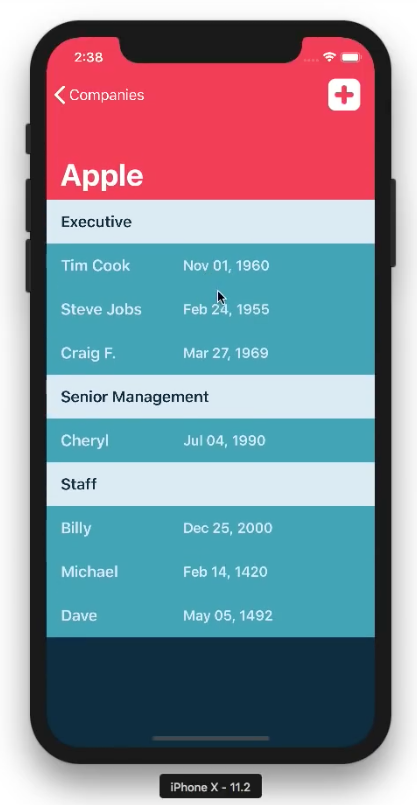 2:38
Companies
Apple
Executive
Tim Cook Nov 01, 1960
Steve Jobs Feb 24, 1955
Craig F. Mar 27, 1969
Senior Management
Cheryl Jul 04, 1990
Staff
Billy Dec 25, 2000
Michael Feb 14, 1420
Dave May 05, 1492
iPhone X - 11.2